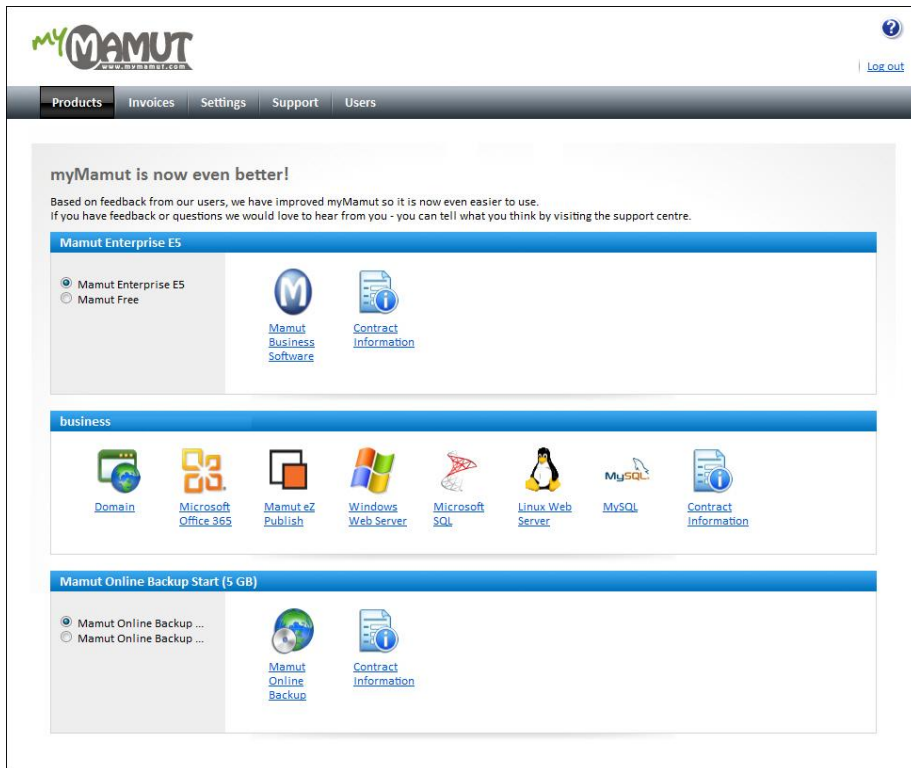 myMAMUT
www.mymamut.com
?
Log out
Products Invoices Settings Support Users
myMamut is now even better!
Based on feedback from our users, we have improved myMamut so it is now even easier to use.
If you have feedback or questions we would love to hear from you - you can tell what you think by visiting the support centre.
Mamut Enterprise E5
Mamut Enterprise E5
Mamut Free
Mamut
Business
Software
Contract
Information
business
Domain
Microsoft
Office 365
Mamut eZ
Publish
Windows
Web Server
Microsoft
SQL
Linux Web
Server
MySQL
MySQL
Contract
Information
Mamut Online Backup Start (5 GB)
Mamut Online Backup ...
Mamut Online Backup ...
Mamut
Online
Backup
Contract
Information